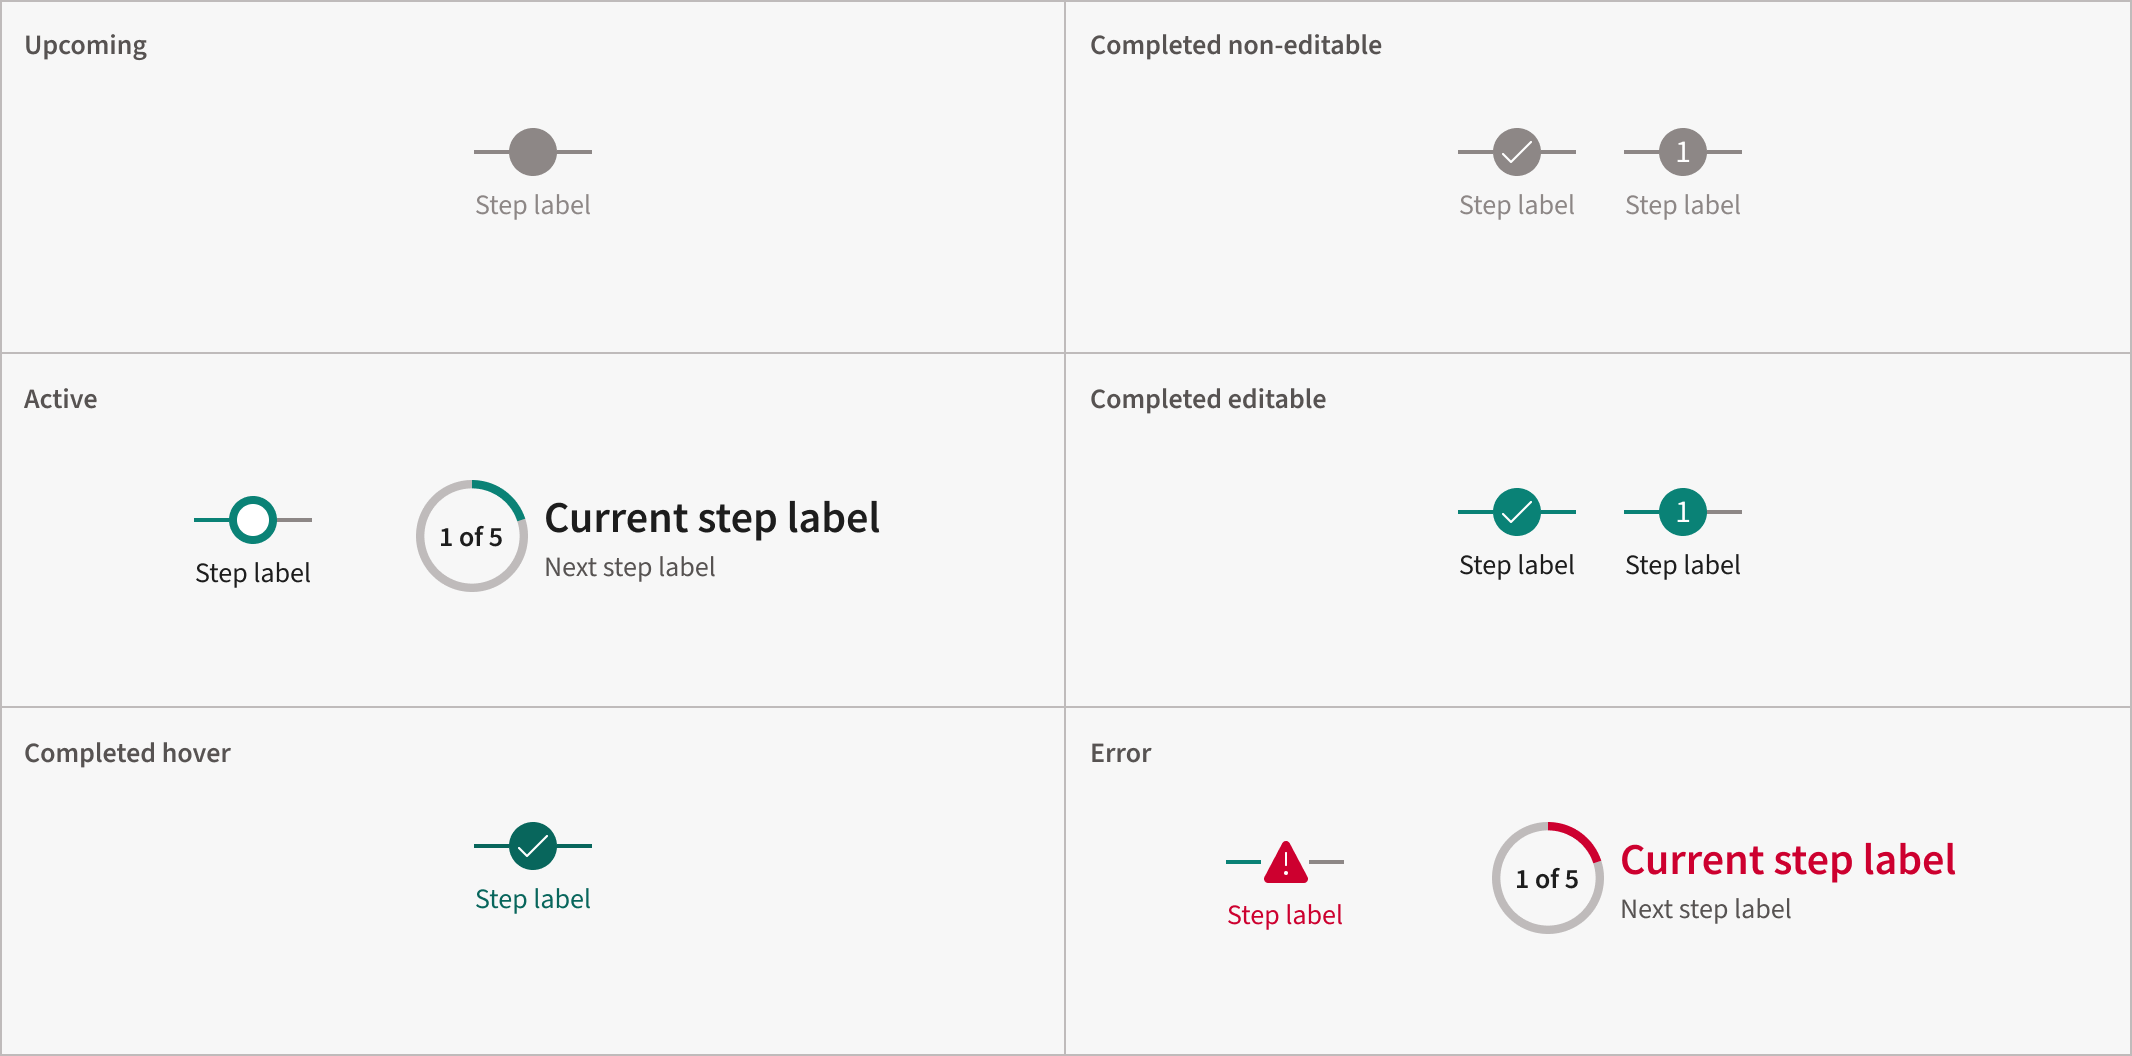 Upcoming
Step label
Completed non-editable
1
Step label
Step label
Active
Step label
1 of 5
Current step label
Next step label
Completed editable
1
Step label
Step label
Completed hover
Step label
Error
!
Step label
1 of 5
Current step label
Next step label